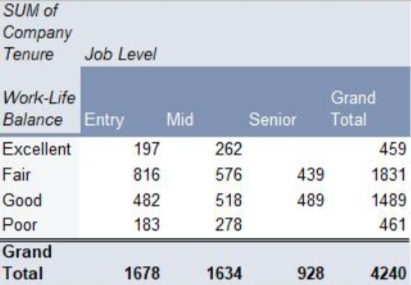 SUM of
Company
Tenure Job Level
Work-Life Grand
Balance Entry Mid Senior Total
Excellent 197 262 459
Fair 816 576 439 1831
Good 482 518 489 1489
Poor 183 278 461
Grand
Total 1678 1634 928 4240